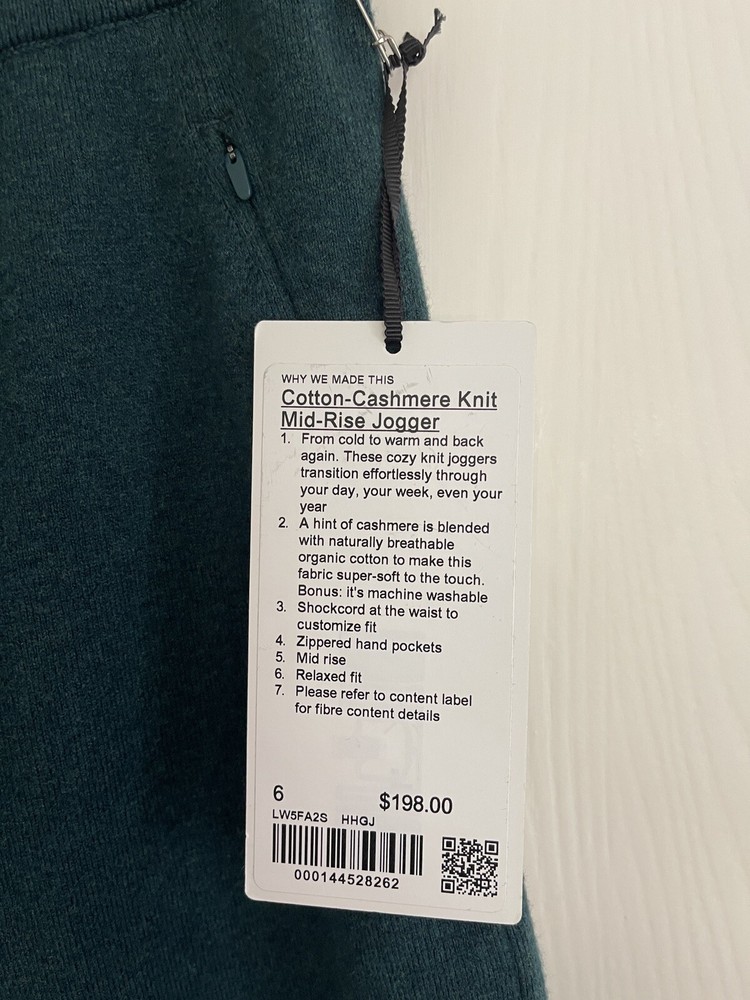 WHY WE MADE THIS
Cotton-Cashmere Knit
Mid-Rise Jogger
1. From cold to warm and back
again. These cozy knit joggers
transition effortlessly through
your day, your week, even your
year
2. A hint of cashmere is blended
with naturally breathable
organic cotton to make this
fabric super-soft to the touch.
Bonus: it's machine washable
3. Shockcord at the waist to
customize fit
4. Zippered hand pockets
5. Mid rise
6. Relaxed fit
7. Please refer to content label
for fibre content details
6 $198.00
LW5FA2S HHGJ
000144528262